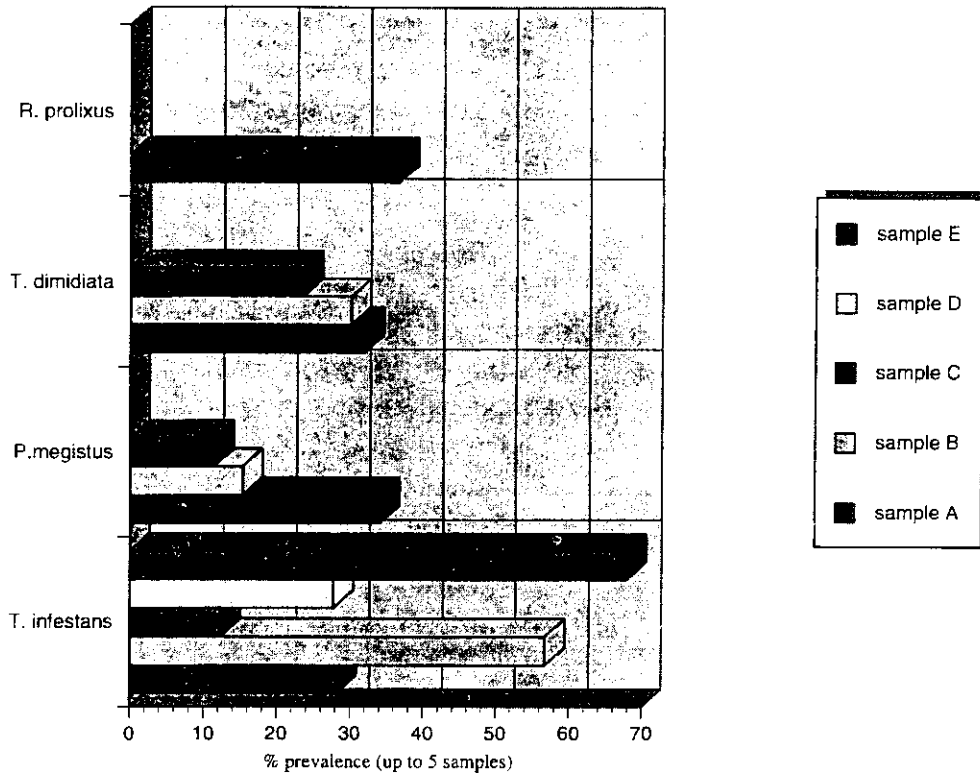 R. prolixus
T. dimidiata
P.megistus
T. infestans
0 10 20 30 40 50 60 70
% prevalence (up to 5 samples)
sample E
sample D
sample C
sample B
sample A